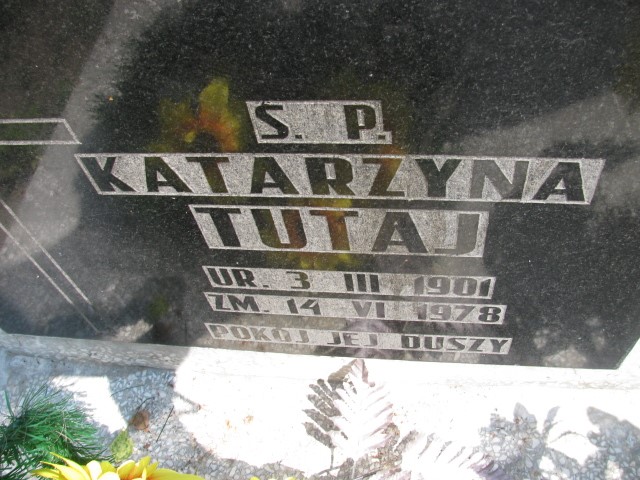 Ś. P.
KATARZYNA
TUTAJ
UR. 3 III 1901
ZM. 14 VI 1978
POKÓJ JEJ DUSZY